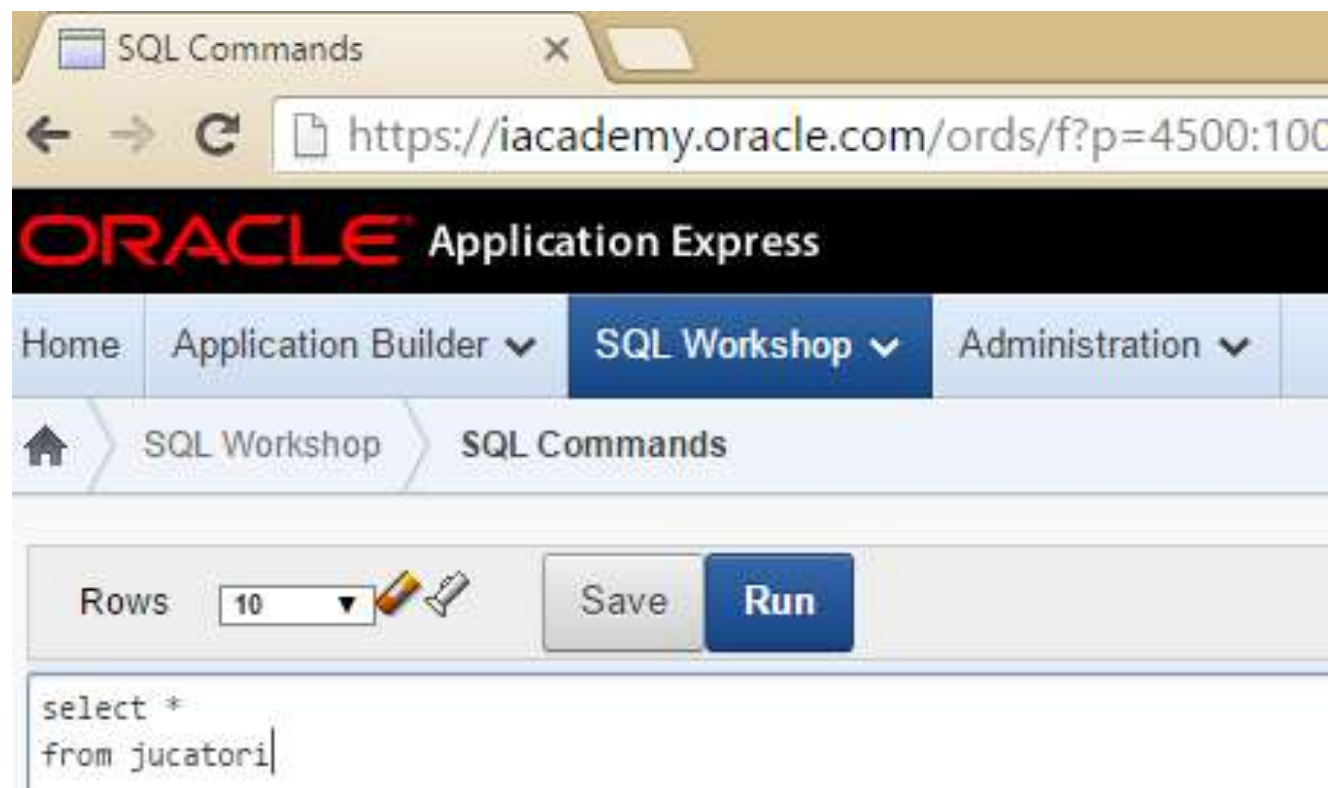 SQL Commands
https://iacademy.oracle.com/ords/f?p=4500:100
ORACLE Application Express
Home Application Builder SQL Workshop Administration
SQL Workshop SQL Commands
Rows 10 Save Run
select *
from jucatori